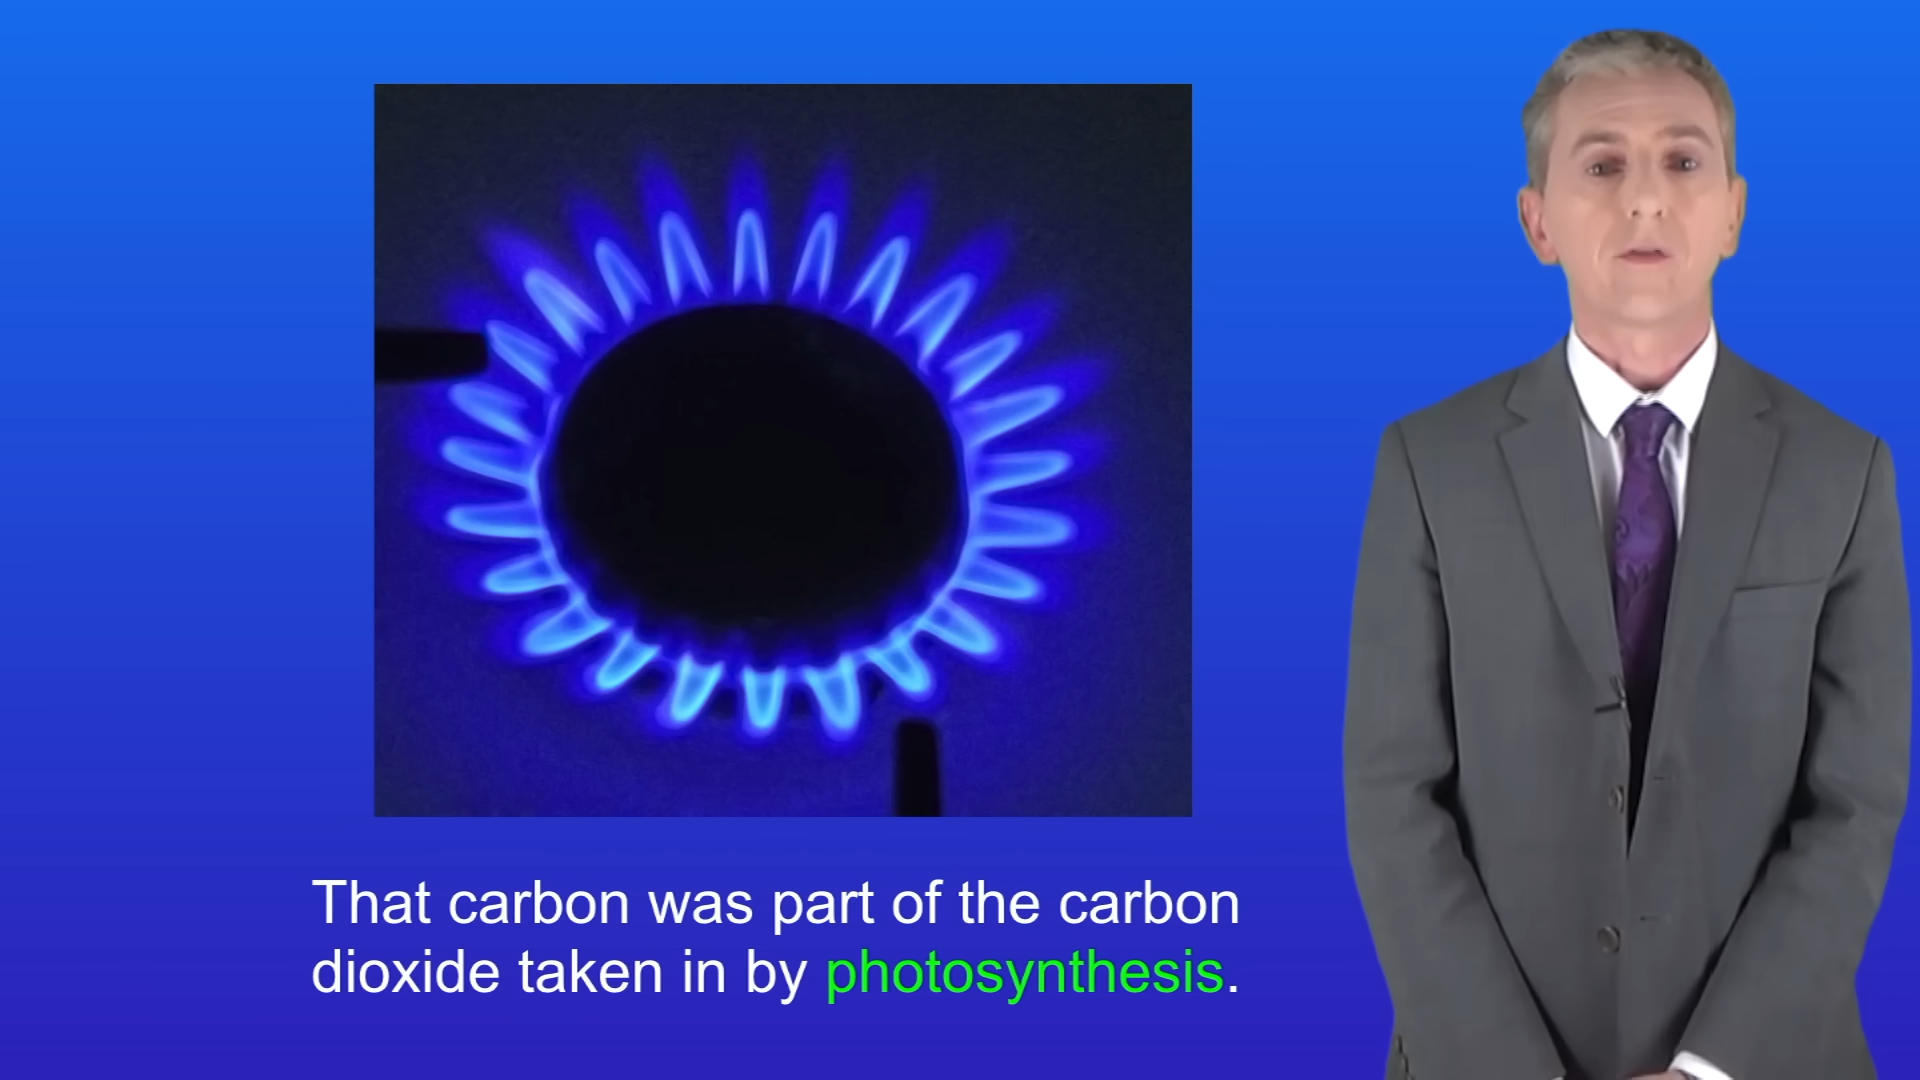 That carbon was part of the carbon
dioxide taken in by photosynthesis.